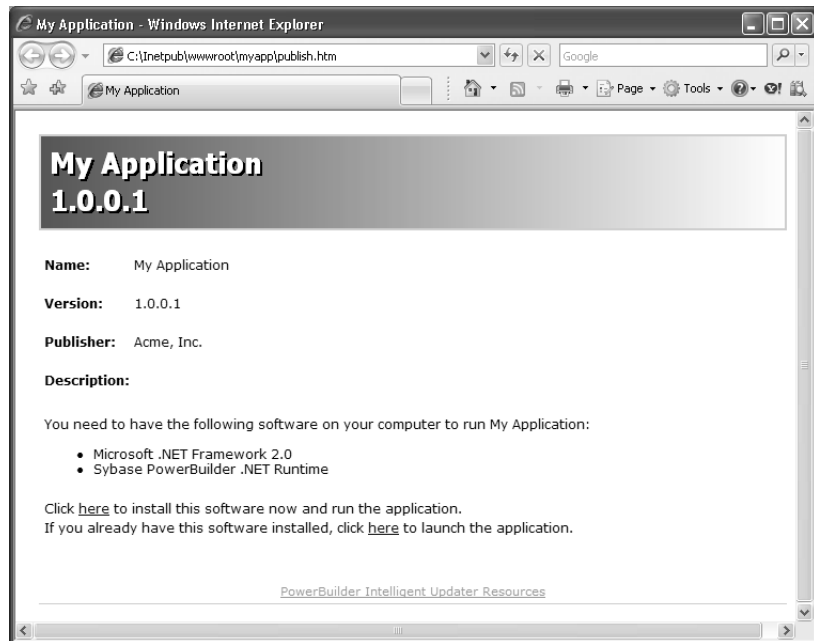 My Application - Windows Internet Explorer
C:\Inetpub\wwwroot\myapp\publish.htm
Google
My Application
Page
Tools
My Application
1.0.0.1
Name: My Application
Version: 1.0.0.1
Publisher: Acme, Inc.
Description:
You need to have the following software on your computer to run My Application:
• Microsoft .NET Framework 2.0
• Sybase PowerBuilder .NET Runtime
Click here to install this software now and run the application.
If you already have this software installed, click here to launch the application.
PowerBuilder Intelligent Updater Resources